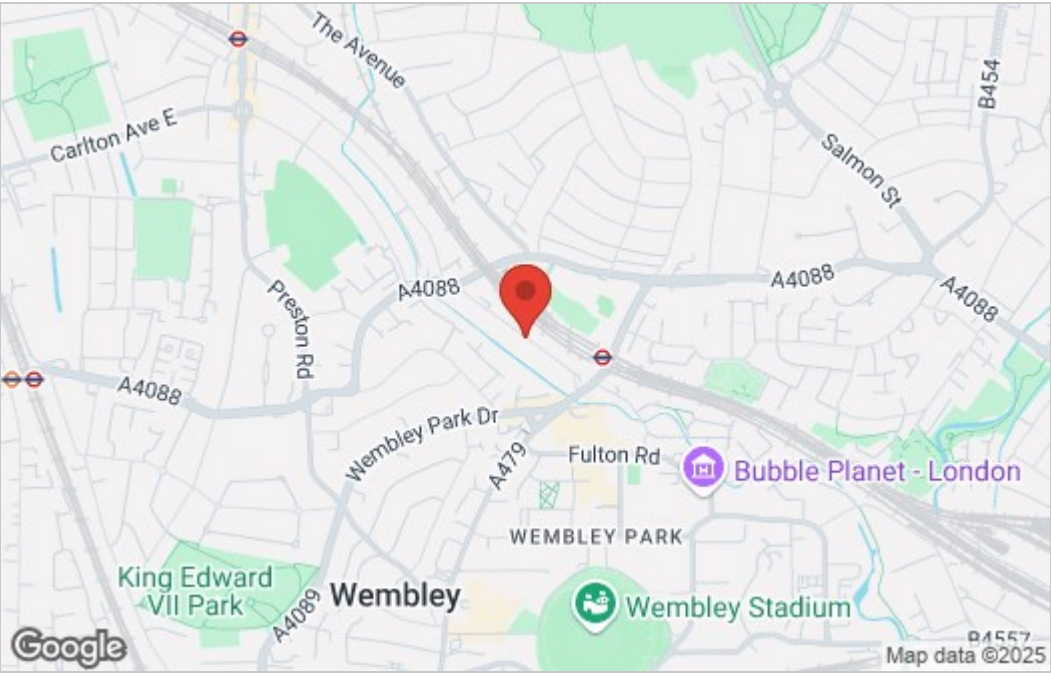 The Avenue
B454
Carlton Ave E
Salmon St
A4088
A4088
A4088
Preston Rd
A4088
Wembley Park Dr
A479
Fulton Rd
Bubble Planet - London
WEMBLEY PARK
King Edward
VII Park
Wembley
A4089
Wembley Stadium
B4557
Google
Map data ©2025